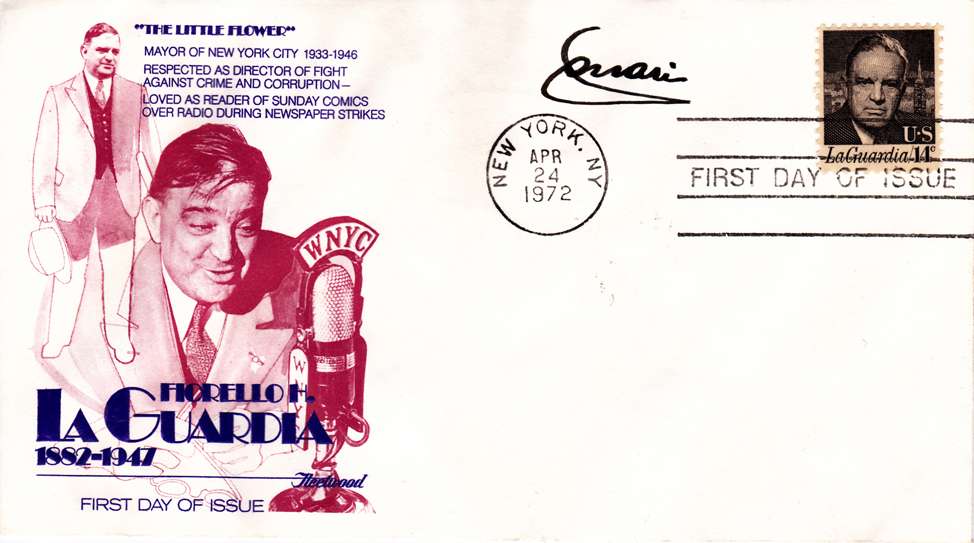 "THE LITTLE FLOWER"
MAYOR OF NEW YORK CITY 1933-1946
RESPECTED AS DIRECTOR OF FIGHT
AGAINST CRIME AND CORRUPTION—
LOVED AS READER OF SUNDAY COMICS
OVER RADIO DURING NEWSPAPER STRIKES
WNYC
W
FIORELLO H.
LA GUARDIA
1882-1947
Fleetwood
FIRST DAY OF ISSUE
NEW YORK, NY
APR
24
1972
U·S
LaGuardia/14c
FIRST DAY OF ISSUE